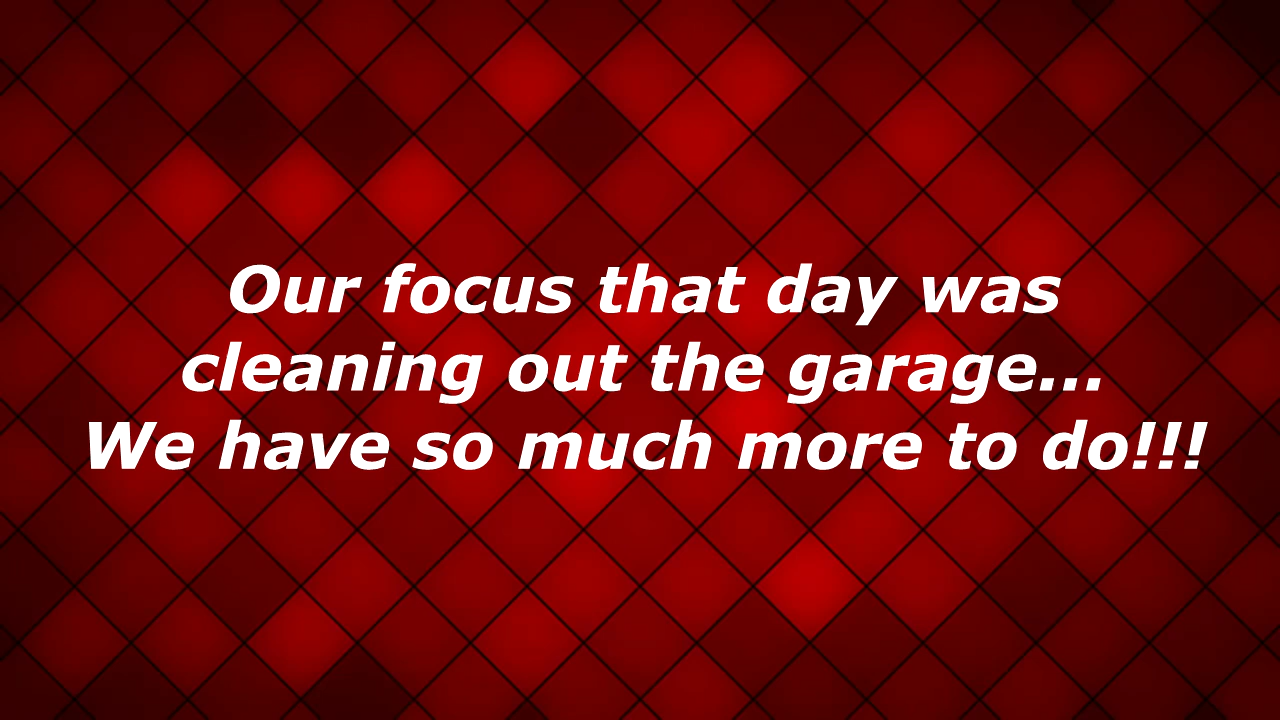 Our focus that day was
cleaning out the garage...
We have so much more to do!!!